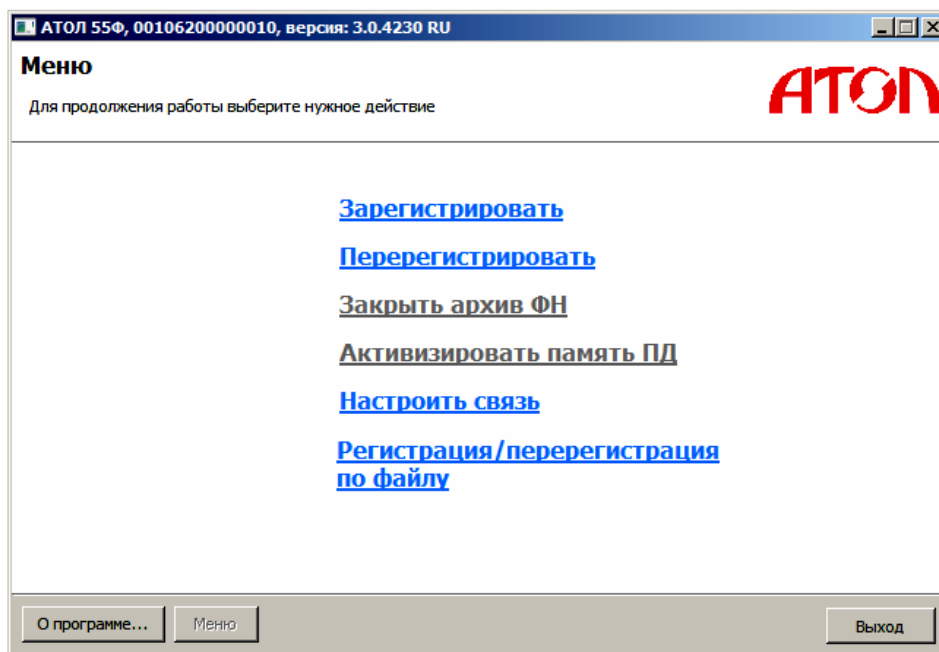 АТОЛ 55Ф, 00106200000010, версия: 3.0.4230 RU
Меню
Для продолжения работы выберите нужное действие
АТОЛ
Зарегистрировать
Перерегистрировать
Закрыть архив ФН
Активизировать память ПД
Настроить связь
Регистрация/перерегистрация
по файлу
О программе...
Меню
Выход